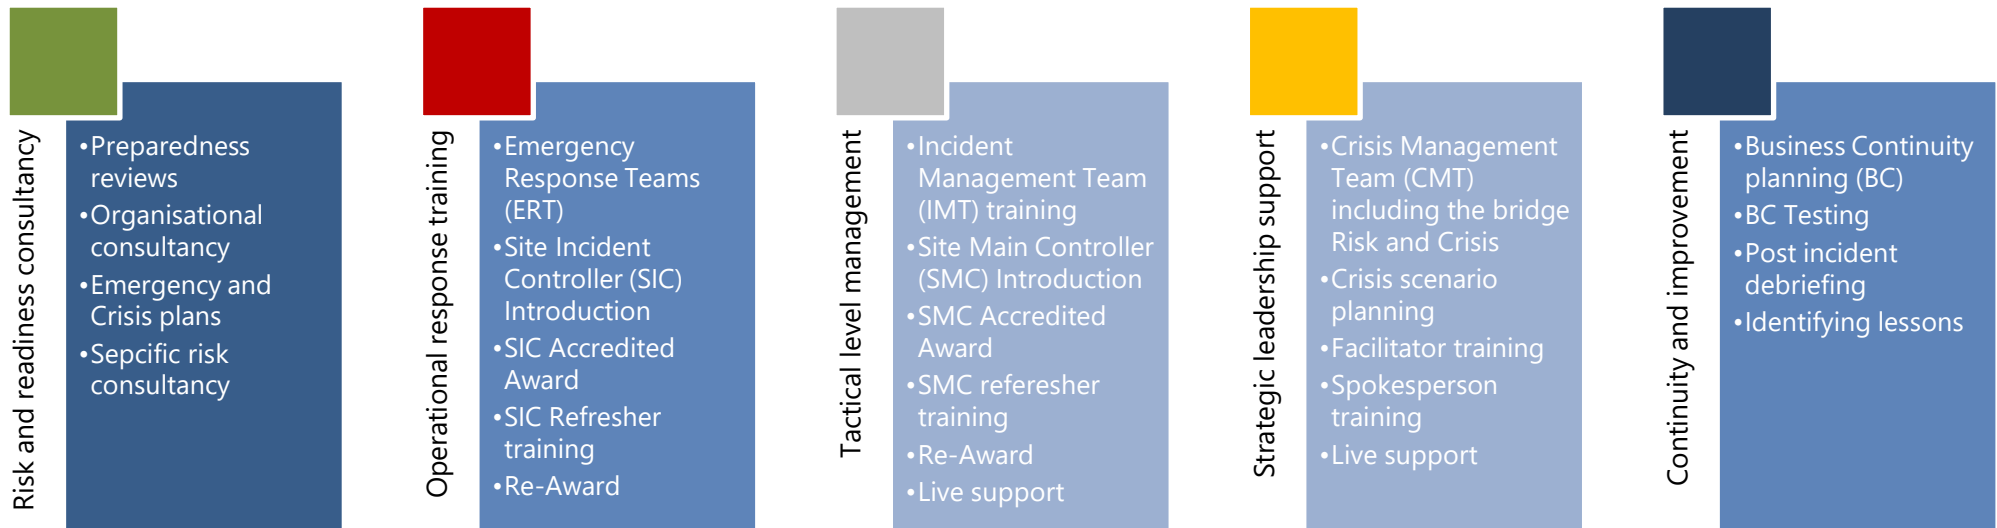 Risk and readiness consultancy
•Preparedness
reviews
•Organisational
consultancy
•Emergency and
Crisis plans
•Sepcific risk
consultancy
Operational response training
•Emergency
Response Teams
(ERT)
•Site Incident
Controller (SIC)
Introduction
•SIC Accredited
Award
•SIC Refresher
training
•Re-Award
Tactical level management
•Incident
Management Team
(IMT) training
•Site Main Controller
(SMC) Introduction
•SMC Accredited
Award
•SMC referesher
training
•Re-Award
•Live support
Strategic leadership support
•Crisis Management
Team (CMT)
including the bridge
Risk and Crisis
•Crisis scenario
planning
•Facilitator training
•Spokesperson
training
•Live support
Continuity and improvement
•Business Continuity
planning (BC)
•BC Testing
•Post incident
debriefing
•Identifying lessons